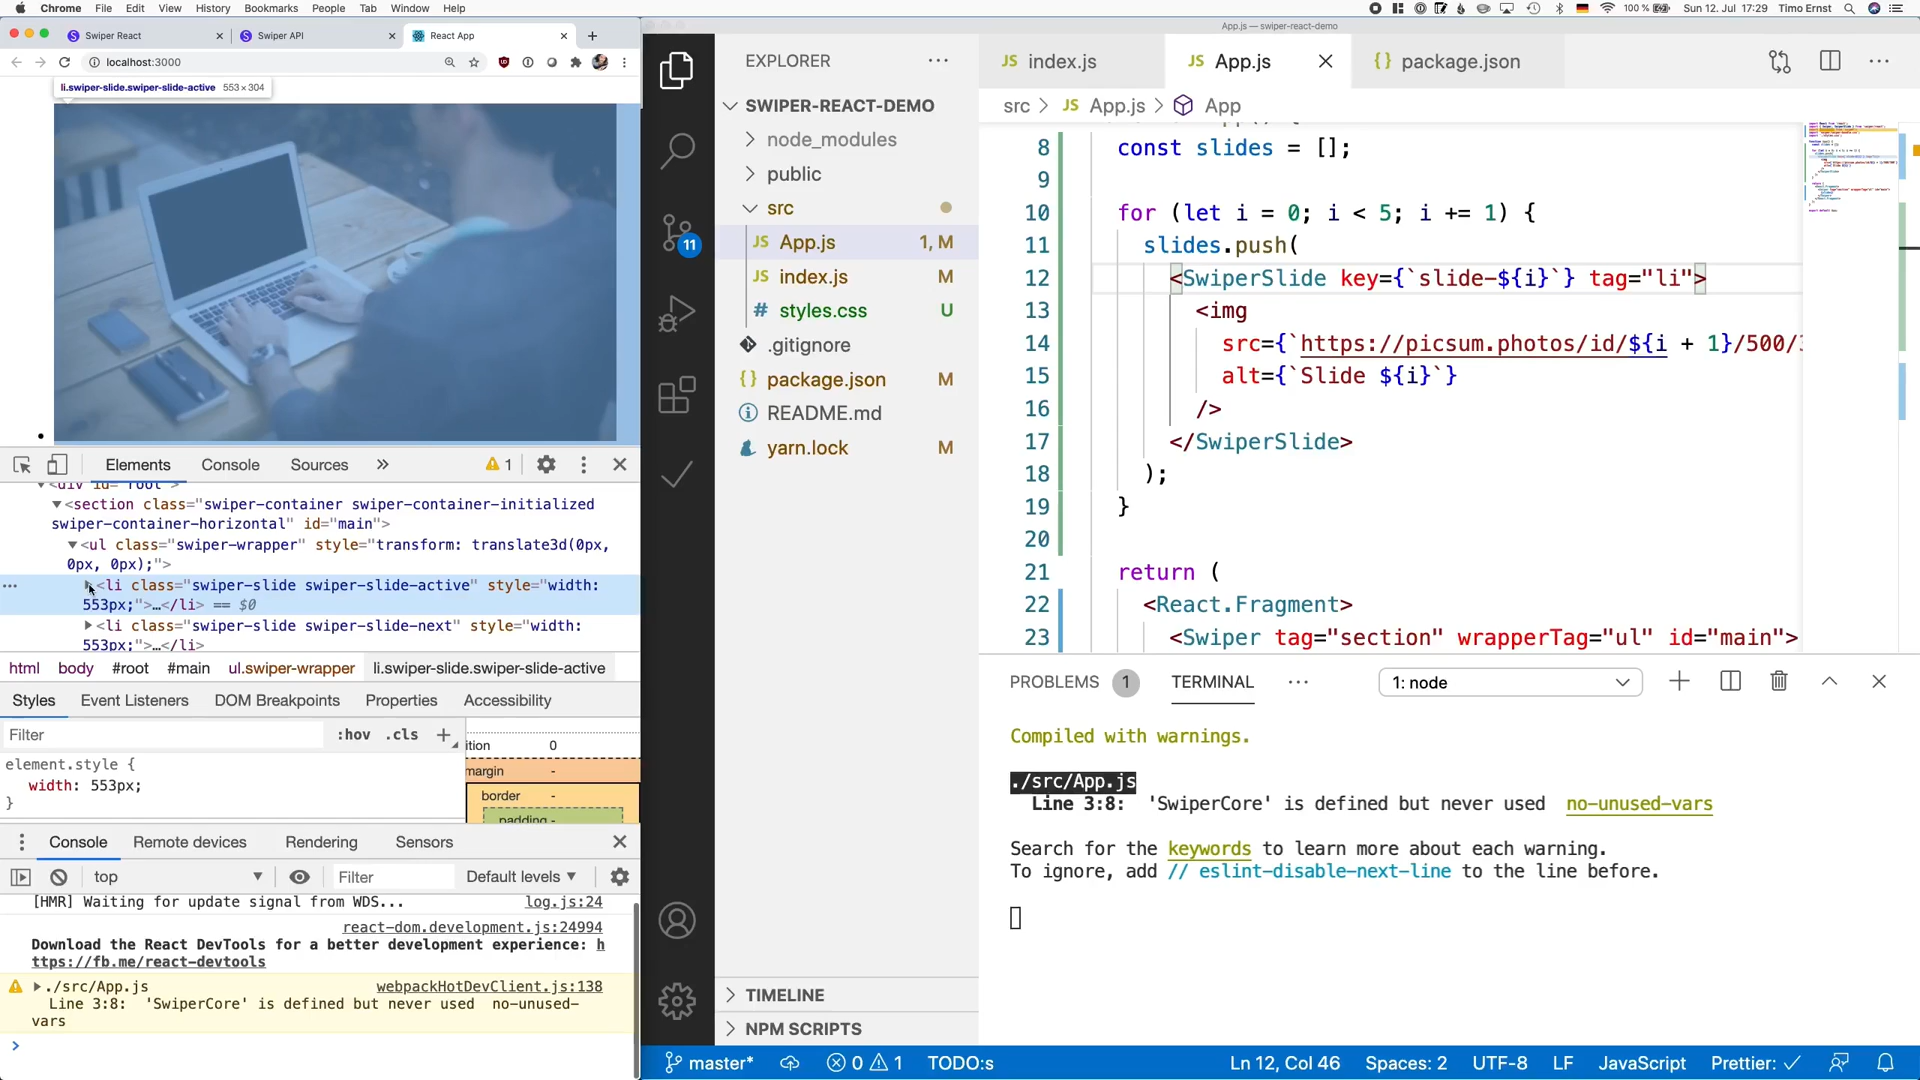 Chrome File Edit View History Bookmarks People Tab Window Help
100 % Sun 12. Jul 17:29 Timo Ernst
Swiper React
Swiper API
React App
localhost:3000
li.swiper-slide.swiper-slide-active 553 × 304
Elements Console Sources 1
<div id="root">
<section class="swiper-container swiper-container-initialized
swiper-container-horizontal" id="main">
<ul class="swiper-wrapper" style="transform: translate3d(0px,
0px, 0px);">
<li class="swiper-slide swiper-slide-active" style="width:
553px;">…</li> == $0
<li class="swiper-slide swiper-slide-next" style="width:
553px;">…</li>
html body #root #main ul.swiper-wrapper li.swiper-slide.swiper-slide-active
Styles Event Listeners DOM Breakpoints Properties Accessibility
Filter :hov .cls +
element.style {
width: 553px;
}
ition 0
margin -
border -
padding -
Console Remote devices Rendering Sensors
top Filter Default levels
[HMR] Waiting for update signal from WDS... log.js:24
react-dom.development.js:24994
Download the React DevTools for a better development experience: h
ttps://fb.me/react-devtools
./src/App.js webpackHotDevClient.js:138
Line 3:8: 'SwiperCore' is defined but never used no-unused-
vars
App.js — swiper-react-demo
EXPLORER
SWIPER-REACT-DEMO
node_modules
public
src
JS App.js 1, M
JS index.js M
# styles.css U
.gitignore
{} package.json M
README.md
yarn.lock M
11
TIMELINE
NPM SCRIPTS
JS index.js
JS App.js
{} package.json
src > JS App.js > App
8 const slides = [];
9
10 for (let i = 0; i < 5; i += 1) {
11 slides.push(
12 <SwiperSlide key={`slide-${i}`} tag="li">
13 <img
14 src={`https://picsum.photos/id/${i + 1}/500/
15 alt={`Slide ${i}`}
16 />
17 </SwiperSlide>
18 );
19 }
20
21 return (
22 <React.Fragment>
23 <Swiper tag="section" wrapperTag="ul" id="main">
PROBLEMS 1 TERMINAL 1: node
Compiled with warnings.
./src/App.js
Line 3:8: 'SwiperCore' is defined but never used no-unused-vars
Search for the keywords to learn more about each warning.
To ignore, add // eslint-disable-next-line to the line before.
master* 0 1 TODO:s Ln 12, Col 46 Spaces: 2 UTF-8 LF JavaScript Prettier: ✓